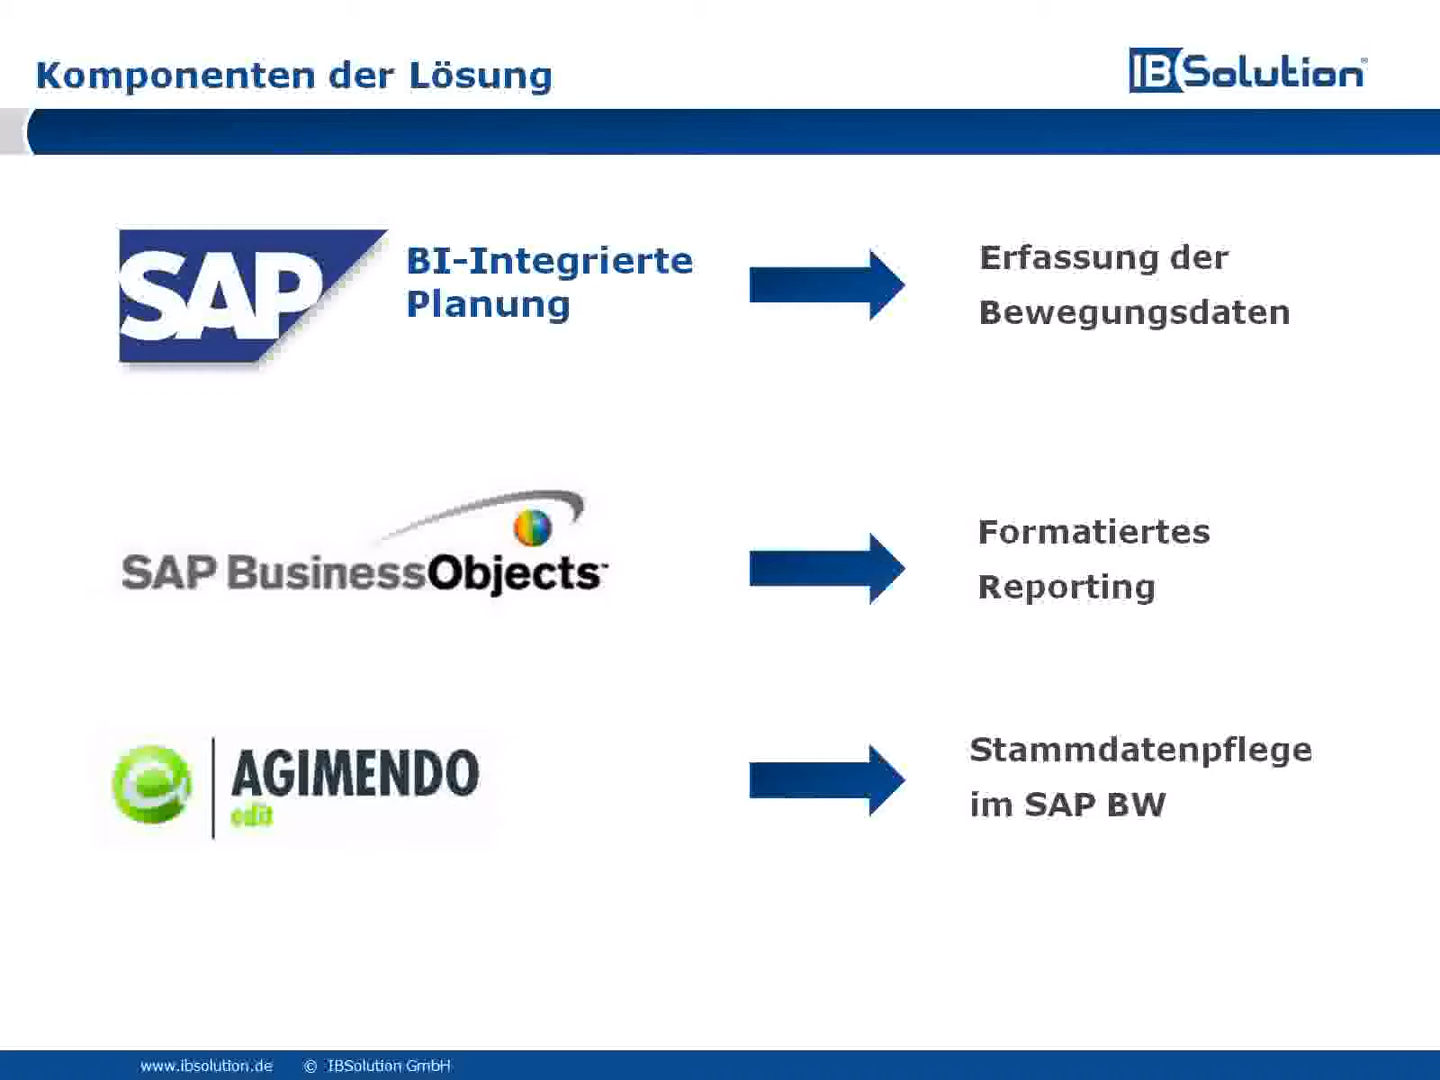 Komponenten der Lösung
IBSolution
SAP
BI-Integrierte
Planung
Erfassung der
Bewegungsdaten
SAP BusinessObjects™
Formatiertes
Reporting
AGIMENDO
edit
Stammdatenpflege
im SAP BW
www.ibsolution.de © IBSolution GmbH